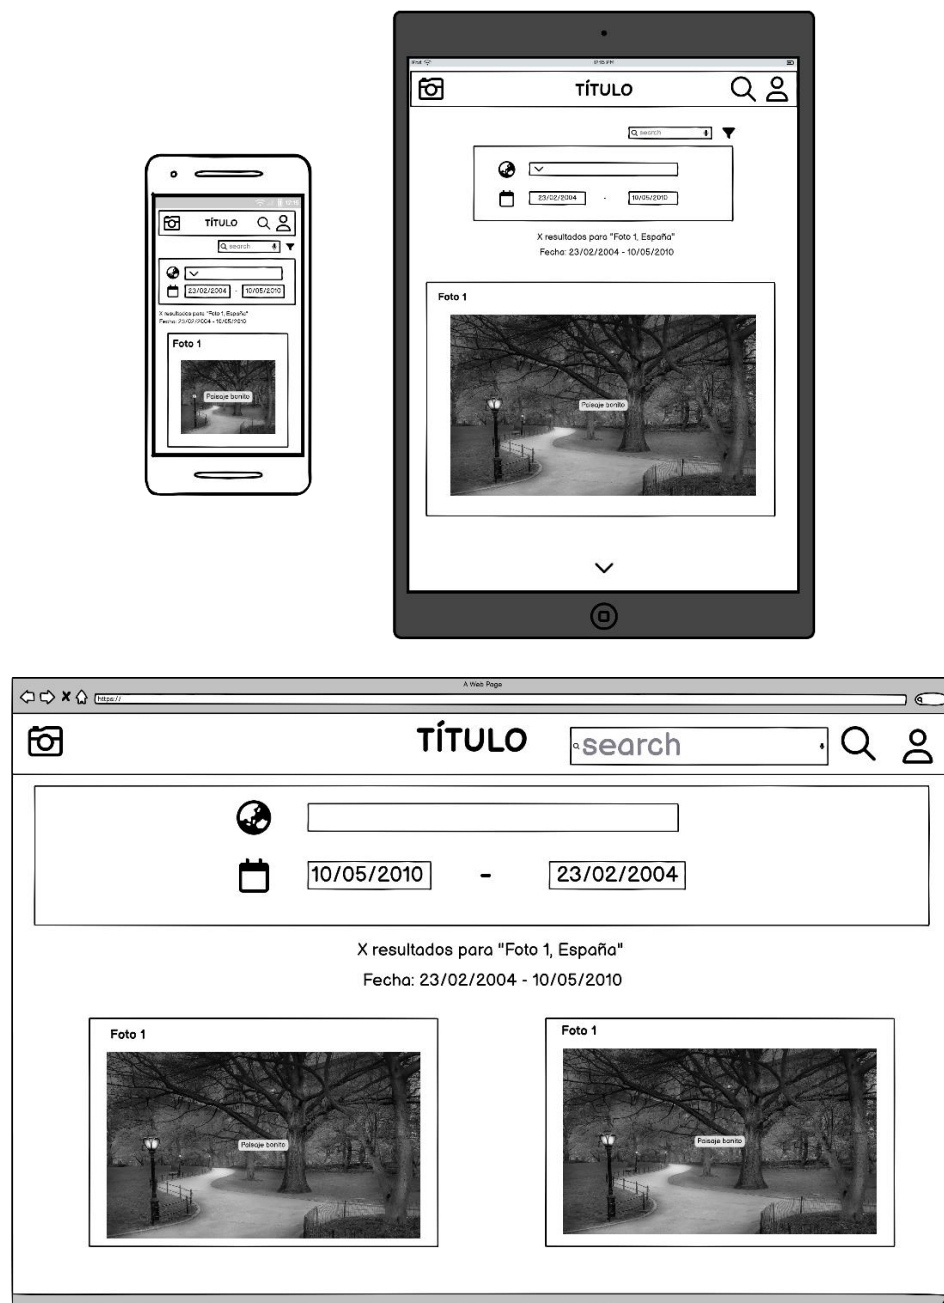 12:15
TÍTULO
search
23/02/2004 - 10/05/2010
X resultados para "Foto 1, España"
Fecha: 23/02/2004 - 10/05/2010
Foto 1
Paisaje bonito
iPad
TÍTULO
search
23/02/2004 - 10/05/2010
X resultados para "Foto 1, España"
Fecha: 23/02/2004 - 10/05/2010
Foto 1
Paisaje bonito
A Web Page
https://
TÍTULO search
10/05/2010 - 23/02/2004
X resultados para "Foto 1, España"
Fecha: 23/02/2004 - 10/05/2010
Foto 1 Foto 1
Paisaje bonito Paisaje bonito